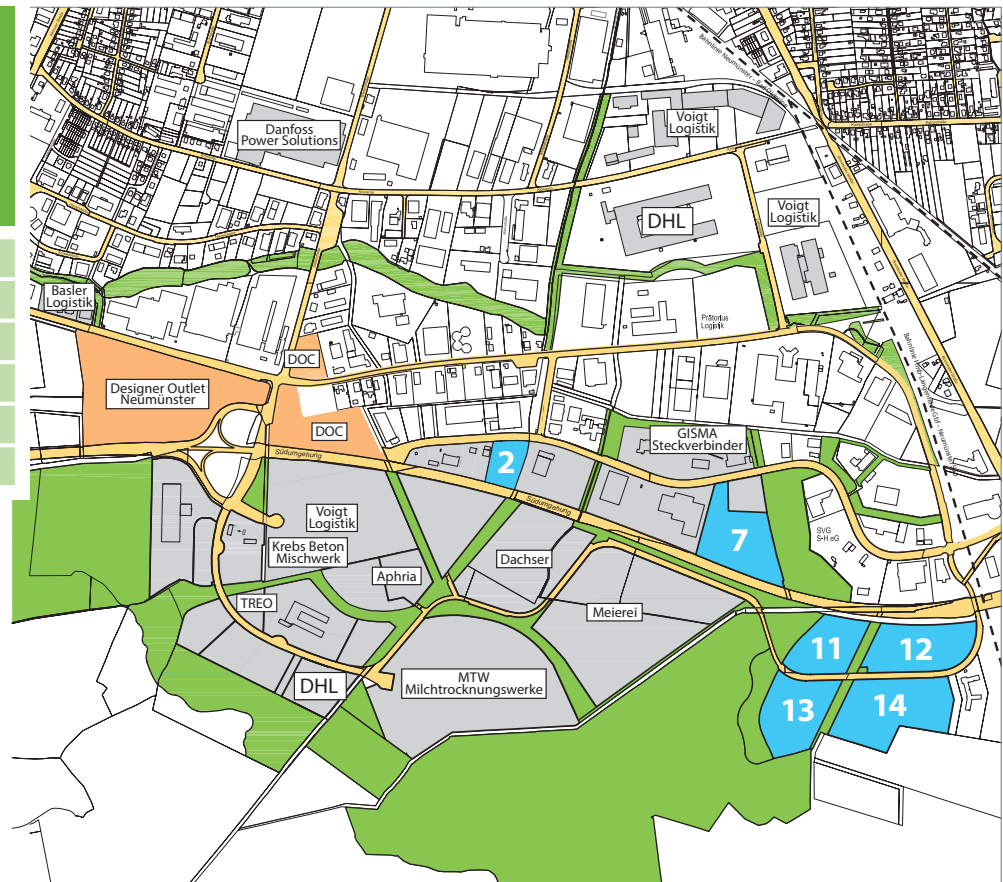 Voigt
Logistik
Danfoss
Power Solutions
DHL
Voigt
Logistik
Basler
Logistik
Prätorius
Logistik
DOC
Designer Outlet
Neumünster
DOC
GISMA
Steckverbinder
Südumgehung
2
Südumgehung
7
Voigt
Logistik
SVG
S-H eG
Krebs Beton
Mischwerk
Dachser
Aphria
TREO
Meierei
11
12
MTW
Milchtrocknungswerke
DHL
13
14